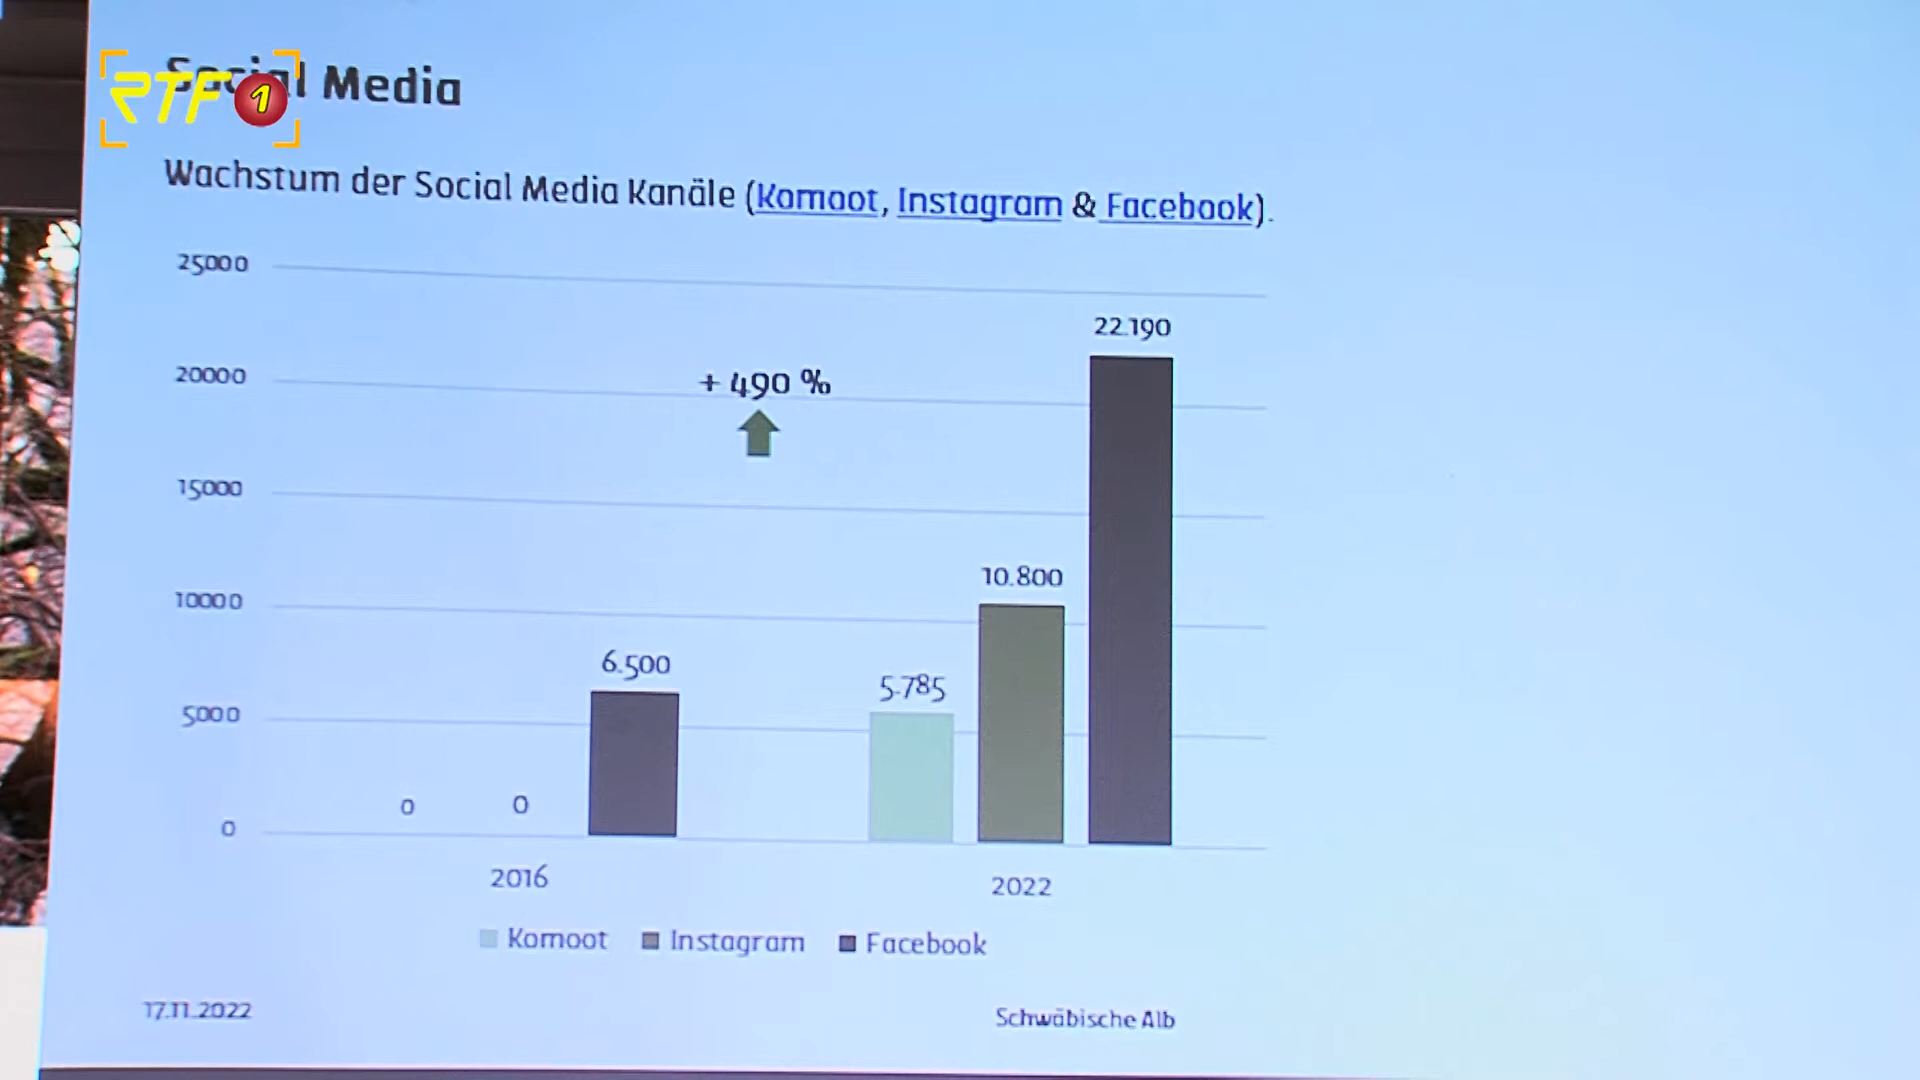 Social Media
RTF 1
Wachstum der Social Media Kanäle (Komoot, Instagram & Facebook).
25000
22.190
20000
+ 490 %
15000
10.800
10000
6.500
5.785
5000
0
0
0
2016
2022
Komoot
Instagram
Facebook
17.11.2022
Schwäbische Alb